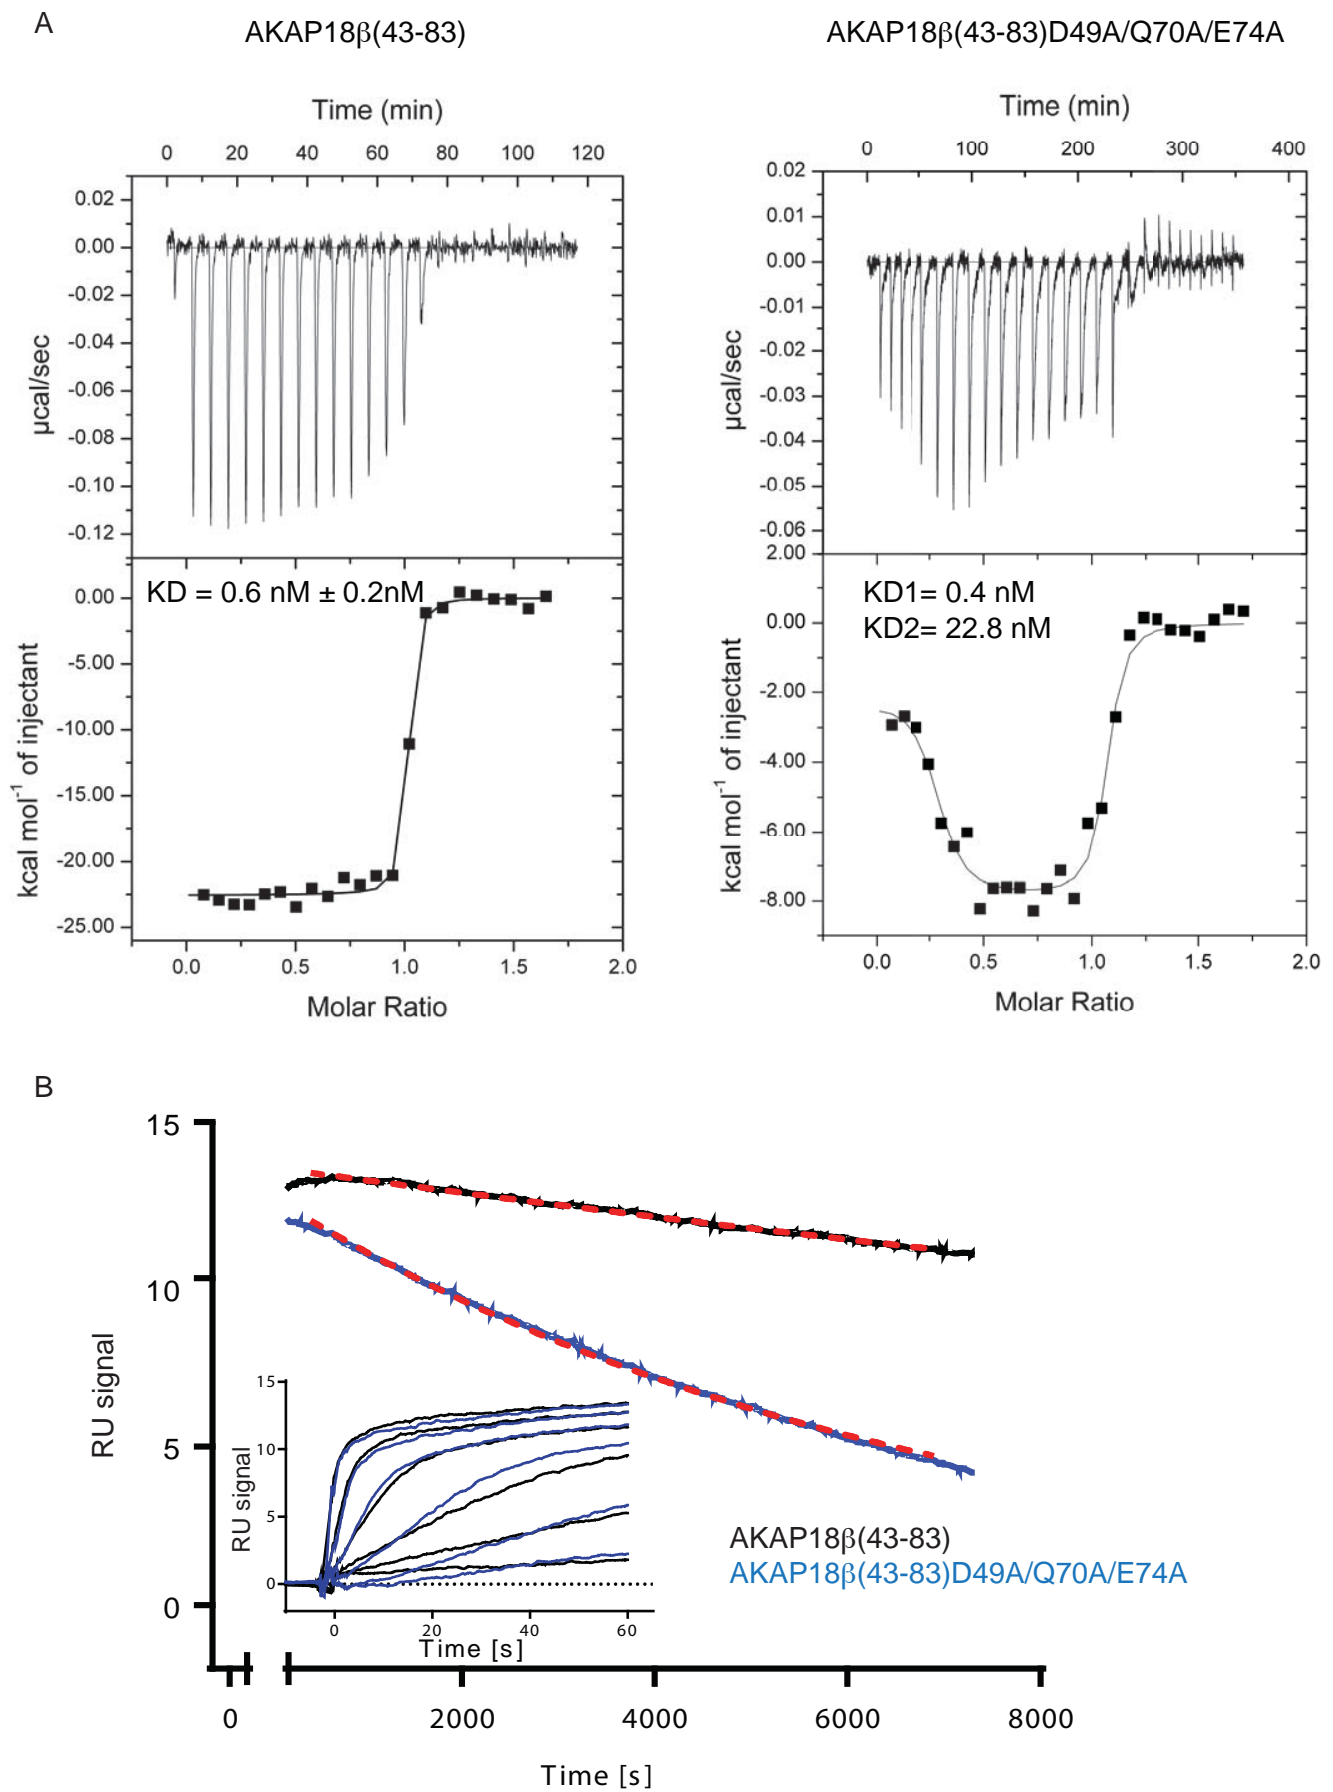 A
AKAP18β(43-83)
AKAP18β(43-83)D49A/Q70A/E74A
Time (min)
0 20 40 60 80 100 120
0.02
0.00
-0.02
-0.04
-0.06
-0.08
-0.10
-0.12
µcal/sec
KD = 0.6 nM ± 0.2nM
0.00
-5.00
-10.00
-15.00
-20.00
-25.00
kcal mol⁻¹ of injectant
0.0 0.5 1.0 1.5 2.0
Molar Ratio
Time (min)
0 100 200 300 400
0.02
0.01
0.00
-0.01
-0.02
-0.03
-0.04
-0.05
-0.06
µcal/sec
2.00
0.00
-2.00
-4.00
-6.00
-8.00
KD1= 0.4 nM
KD2= 22.8 nM
kcal mol⁻¹ of injectant
0.0 0.5 1.0 1.5 2.0
Molar Ratio
B
15
10
5
0
RU signal
15
10
5
0
RU signal
0 20 40 60
Time [s]
AKAP18β(43-83)
AKAP18β(43-83)D49A/Q70A/E74A
0 2000 4000 6000 8000
Time [s]